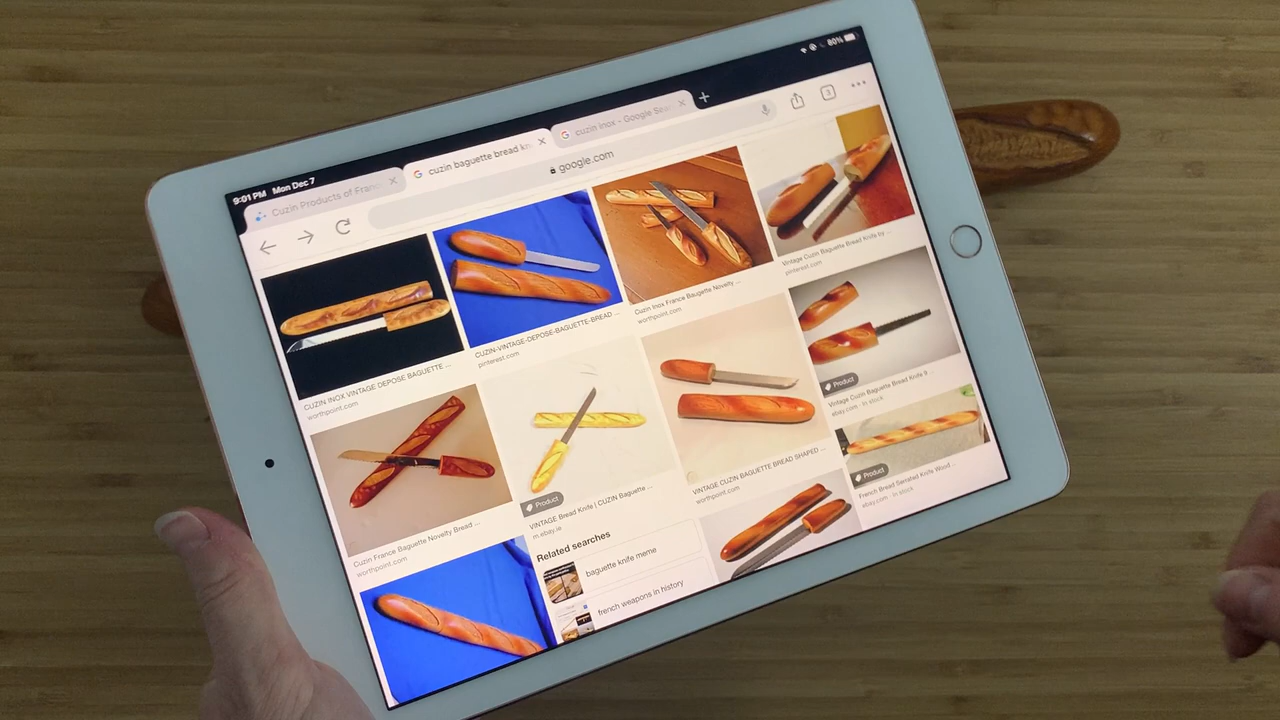 9:01 PM Mon Dec 7
80%
Cuzin Products of Fran
cuzin baguette bread kn
cuzin inox - Google Sea
3
google.com
CUZIN INOX VINTAGE DEPOSE BAGUETTE ...
worthpoint.com
CUZIN-VINTAGE-DEPOSE-BAGUETTE-BREAD ...
pinterest.com
Cuzin Inox France Baugette Novelty ...
worthpoint.com
Vintage Cuzin Baguette Bread Knife by ...
pinterest.com
Cuzin France Baguette Novelty Bread ...
worthpoint.com
Product
VINTAGE Bread Knife | CUZIN Baguette ...
m.ebay.ie
VINTAGE CUZIN BAGUETTE BREAD SHAPED ...
worthpoint.com
Product
Vintage Cuzin Baguette Bread Knife 9 ...
ebay.com · In stock
Product
French Bread Serrated Knife Wood ...
ebay.com · In stock
Related searches
baguette knife meme
french weapons in history